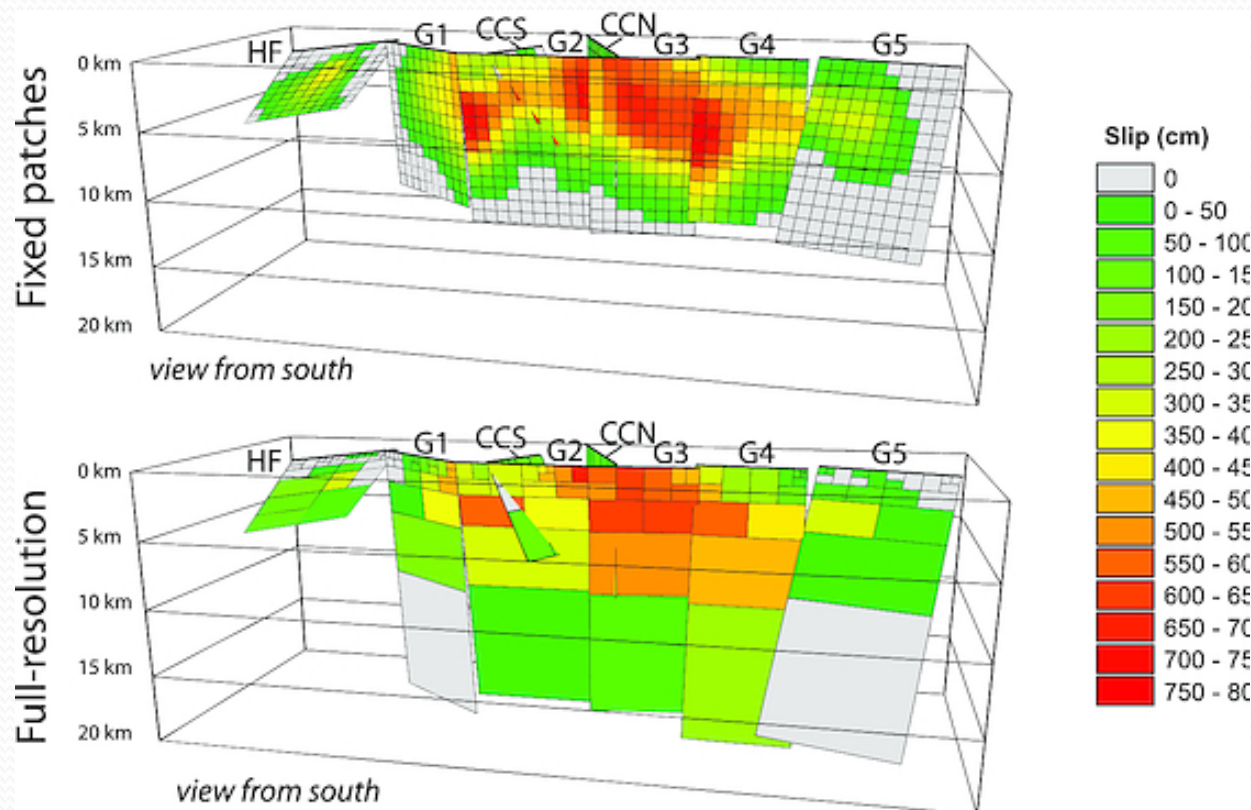 Fixed patches
HF
G1
CCS
G2
CCN
G3
G4
G5
0 km
5 km
10 km
15 km
20 km
view from south
Full-resolution
HF
G1
CCS
G2
CCN
G3
G4
G5
0 km
5 km
10 km
15 km
20 km
view from south
Slip (cm)
0
0 - 50
50 - 100
100 - 15
150 - 20
200 - 25
250 - 30
300 - 35
350 - 40
400 - 45
450 - 50
500 - 55
550 - 60
600 - 65
650 - 70
700 - 75
750 - 80